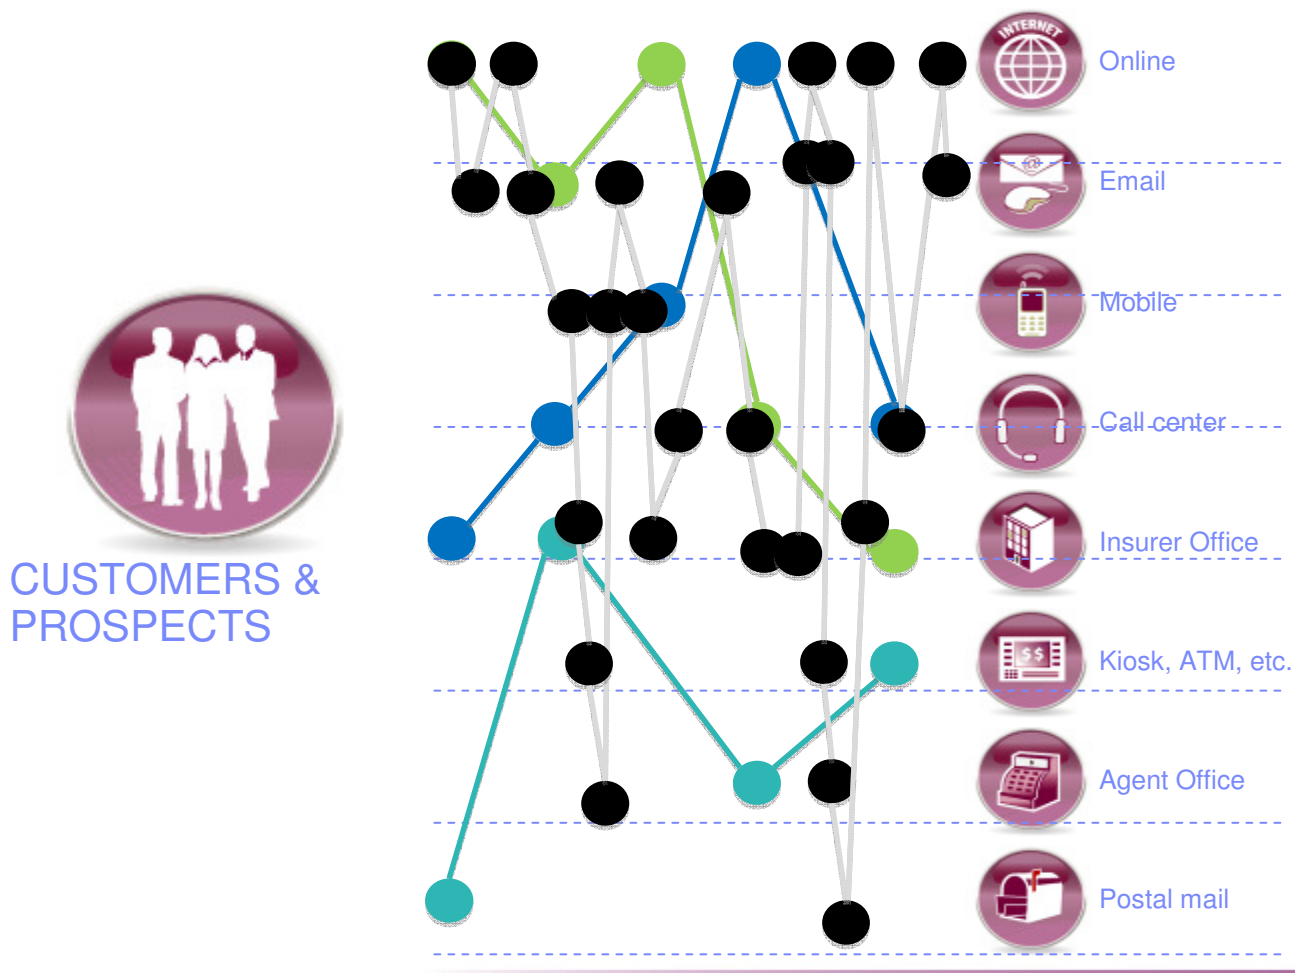 INTERNET
Online
@
Email
Mobile
Call center
Insurer Office
CUSTOMERS &
PROSPECTS
$$
Kiosk, ATM, etc.
Agent Office
Postal mail